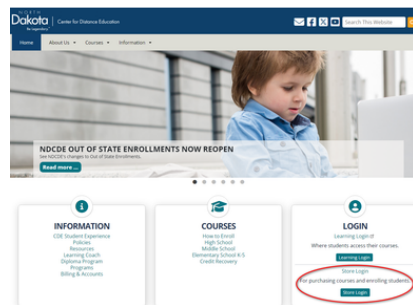 NORTH
Dakota
Be Legendary.
Center for Distance Education
Search This Website
Home
About Us
Courses
Information
NDCDE OUT OF STATE ENROLLMENTS NOW REOPEN
See NDCDE's changes to Out of State Enrollments.
Read more ...
INFORMATION
CDE Student Experience
Policies
Resources
Learning Coach
Diploma Program
Programs
Billing & Accounts
COURSES
How to Enroll
High School
Middle School
Elementary School K-5
Credit Recovery
LOGIN
Learning Login
Where students access their courses.
Learning Login
Store Login
For purchasing courses and enrolling students.
Store Login